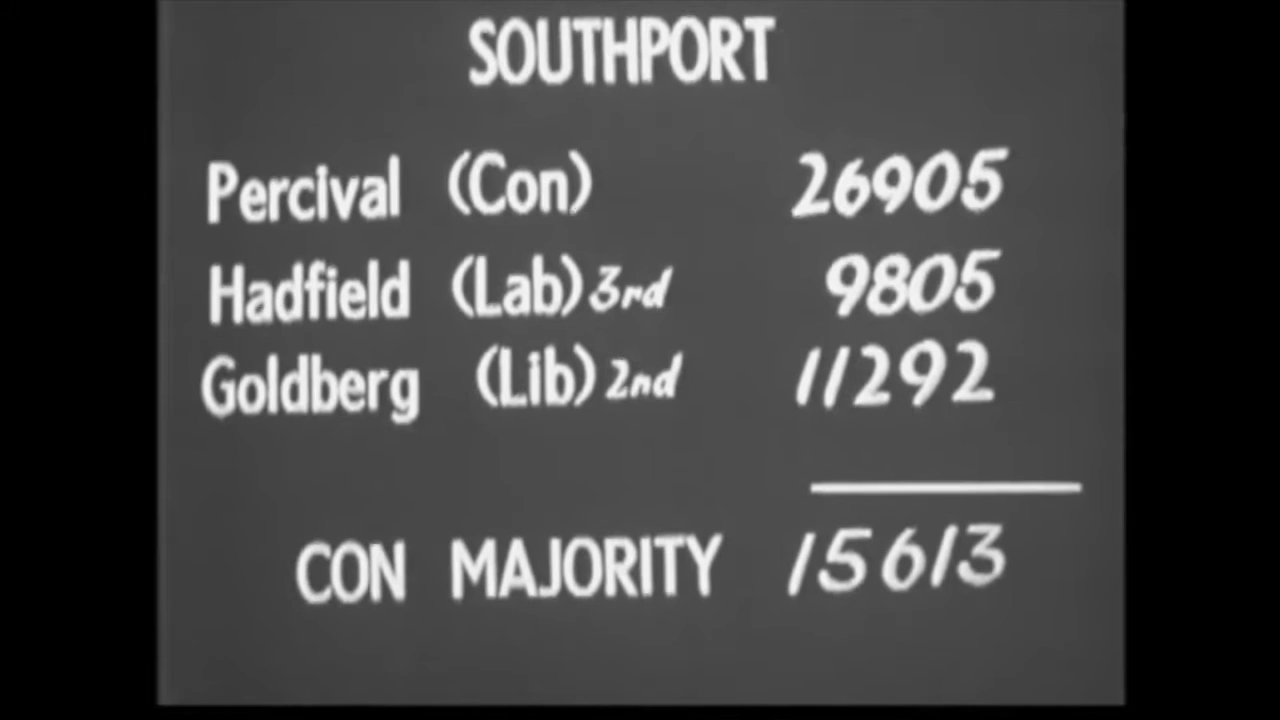 SOUTHPORT
Percival (Con) 26905
Hadfield (Lab) 3rd 9805
Goldberg (Lib) 2nd 11292
CON MAJORITY 15613